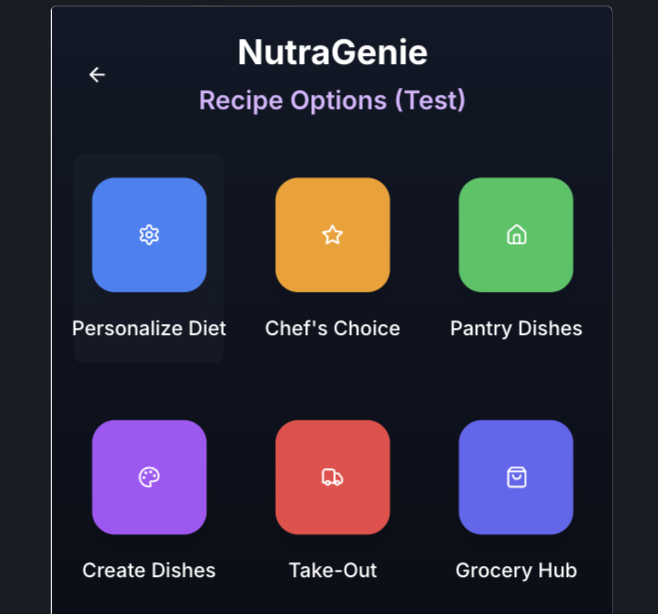 NutraGenie
Recipe Options (Test)
Personalize Diet
Chef's Choice
Pantry Dishes
Create Dishes
Take-Out
Grocery Hub